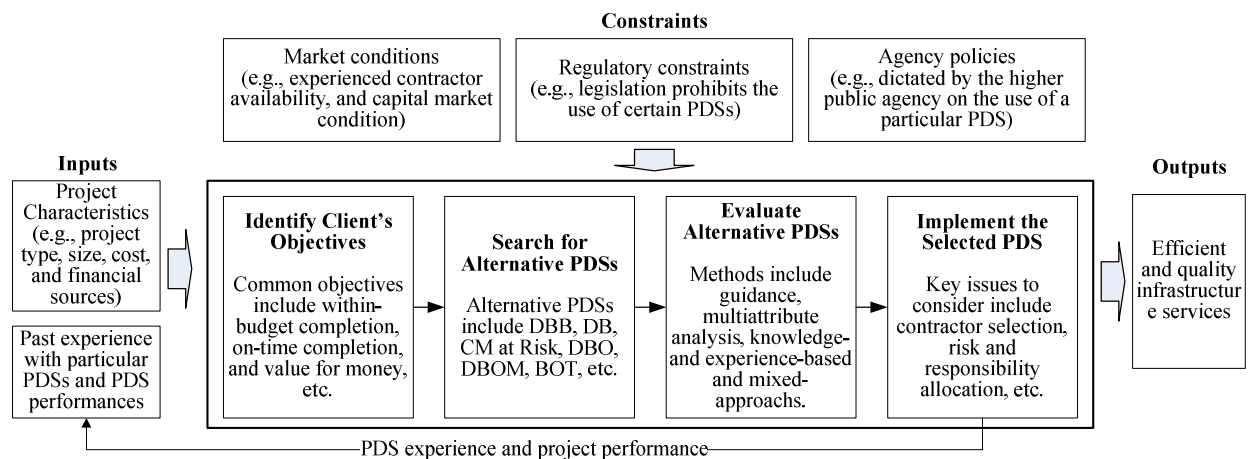 Constraints
Market conditions
(e.g., experienced contractor
availability, and capital market
condition)
Regulatory constraints
(e.g., legislation prohibits the
use of certain PDSs)
Agency policies
(e.g., dictated by the higher
public agency on the use of a
particular PDS)
Inputs
Project
Characteristics
(e.g., project
type, size, cost,
and financial
sources)
Past experience
with particular
PDSs and PDS
performances
Identify Client's
Objectives
Common objectives
include within-
budget completion,
on-time completion,
and value for money,
etc.
Search for
Alternative PDSs
Alternative PDSs
include DBB, DB,
CM at Risk, DBO,
DBOM, BOT, etc.
Evaluate
Alternative PDSs
Methods include
guidance,
multiattribute
analysis, knowledge-
and experience-based
and mixed-
approachs.
Implement the
Selected PDS
Key issues to
consider include
contractor selection,
risk and
responsibility
allocation, etc.
Outputs
Efficient
and quality
infrastructur
e services
PDS experience and project performance